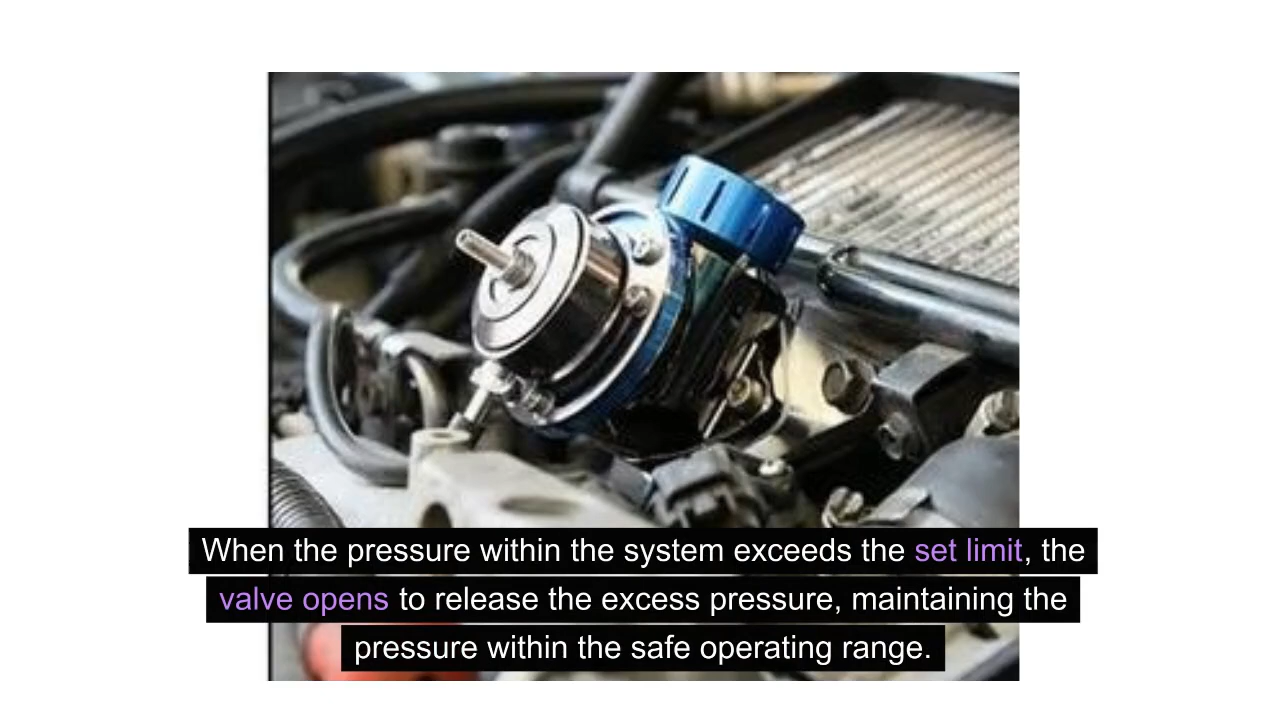 When the pressure within the system exceeds the set limit, the
valve opens to release the excess pressure, maintaining the
pressure within the safe operating range.